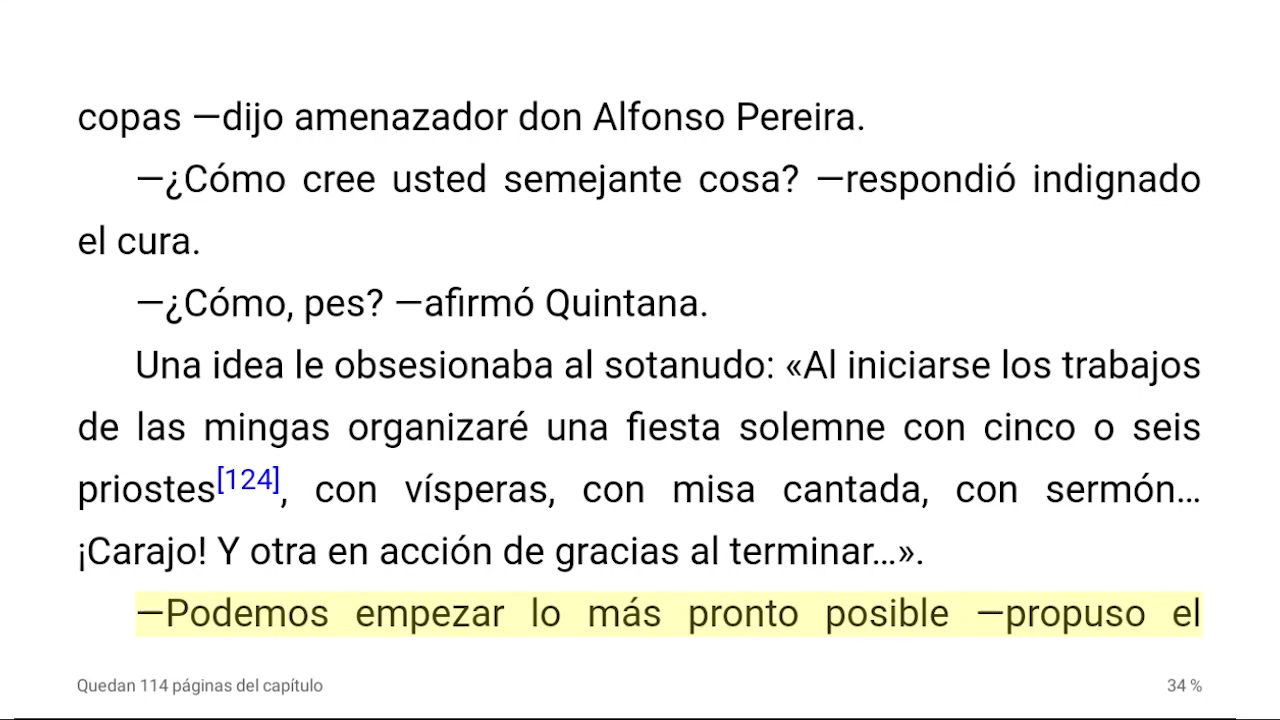 copas —dijo amenazador don Alfonso Pereira.
—¿Cómo cree usted semejante cosa? —respondió indignado
el cura.
—¿Cómo, pes? —afirmó Quintana.
Una idea le obsesionaba al sotanudo: «Al iniciarse los trabajos
de las mingas organizaré una fiesta solemne con cinco o seis
priostes[124], con vísperas, con misa cantada, con sermón…
¡Carajo! Y otra en acción de gracias al terminar…».
—Podemos empezar lo más pronto posible —propuso el
Quedan 114 páginas del capítulo
34 %